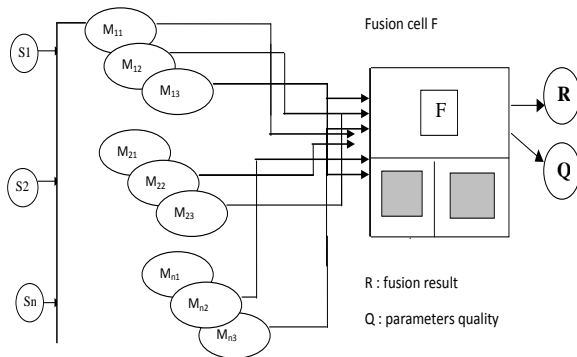 Fusion cell F
M11
S1
M12
M13
F
R
M21
S2
M22
M23
Q
Mn1
R : fusion result
Sn
Mn2
Q : parameters quality
Mn3